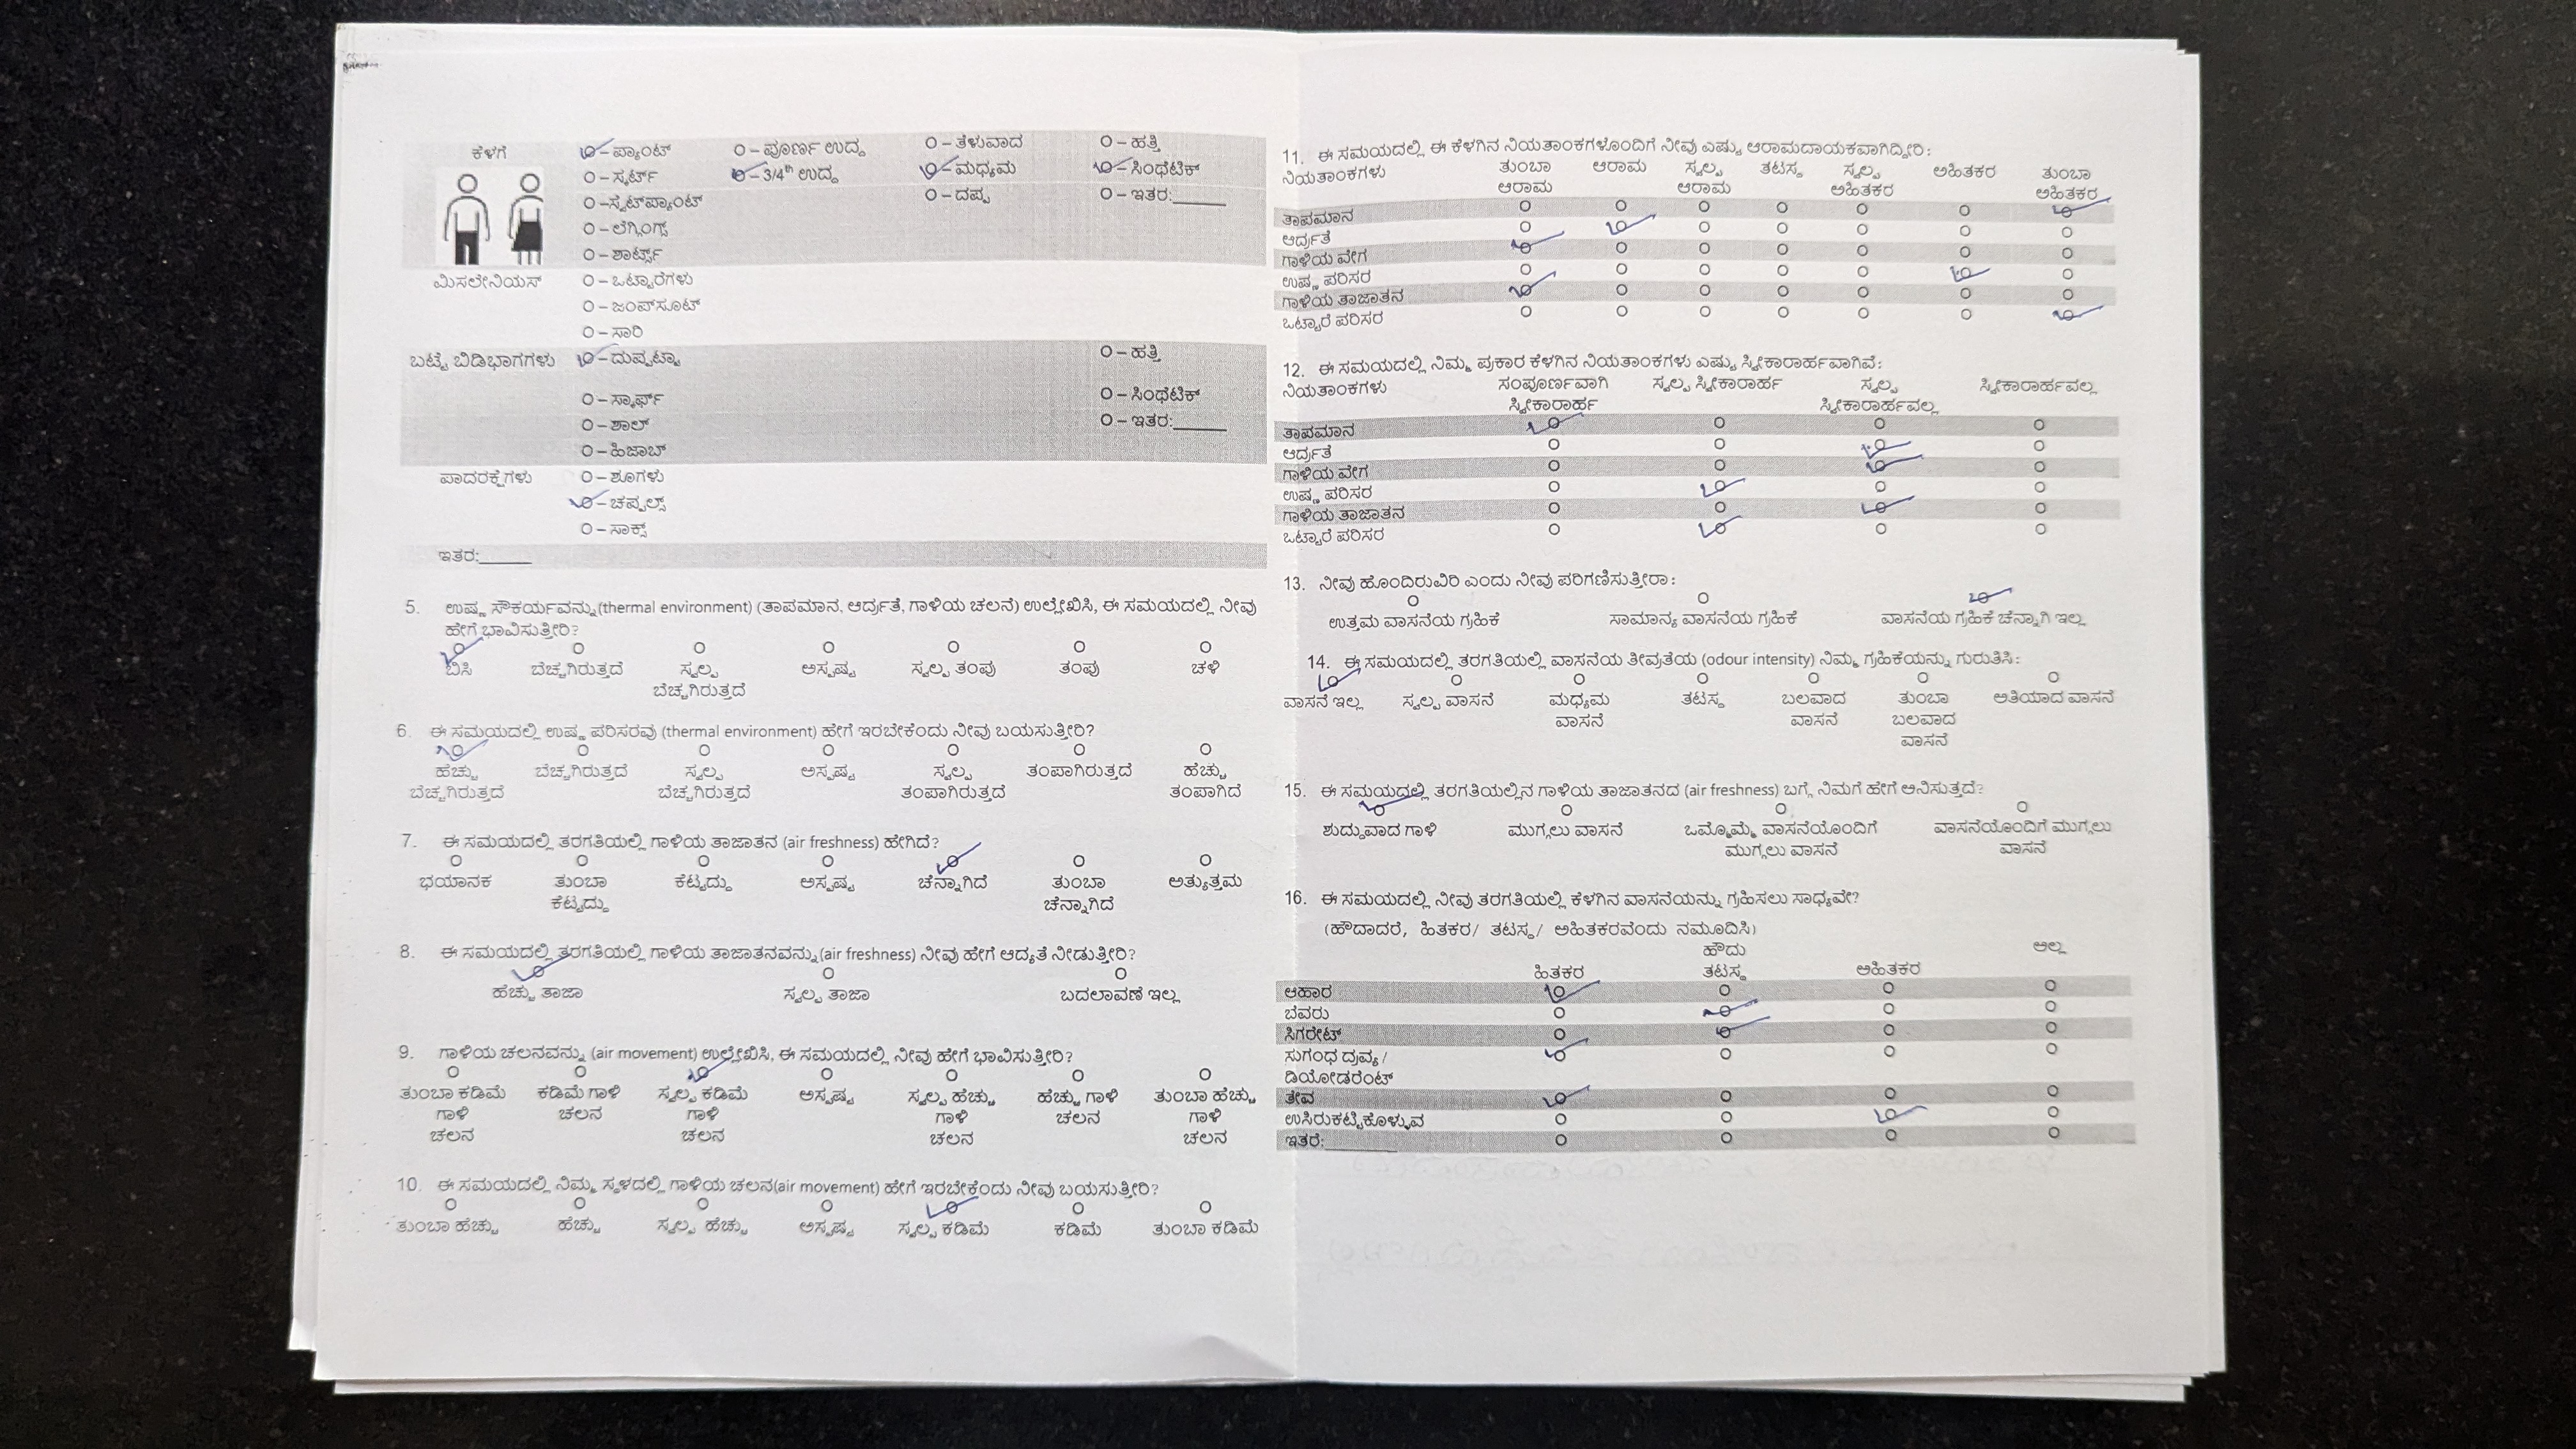 ಕೆಳಗೆ O – ಪ್ಯಾಂಟ್ O – ಪೂರ್ಣ ಉದ್ದ O – ತೆಳುವಾದ O – ಹತ್ತಿ
O – ಸ್ಕರ್ಟ್ O – 3/4th ಉದ್ದ O – ಮಧ್ಯಮ O – ಸಿಂಥೆಟಿಕ್
O –ಸ್ವೆಟ್‌ಪ್ಯಾಂಟ್ O – ದಪ್ಪ O – ಇತರ:______
O – ಲೆಗ್ಗಿಂಗ್ಸ್
O – ಶಾರ್ಟ್ಸ್
ಮಿಸಲೇನಿಯಸ್ O – ಒಟ್ಟಾರೆಗಳು
O – ಜಂಪ್‌ಸೂಟ್
O – ಸಾರಿ
ಬಟ್ಟೆ ಬಿಡಿಭಾಗಗಳು O – ದುಪ್ಪಟ್ಟಾ O – ಹತ್ತಿ
O – ಸ್ಕಾರ್ಫ್ O – ಸಿಂಥೆಟಿಕ್
O – ಶಾಲ್ O – ಇತರ:______
O – ಹಿಜಾಬ್
ಪಾದರಕ್ಷೆಗಳು O – ಶೂಗಳು
O – ಚಪ್ಪಲ್ಸ್
O – ಸಾಕ್ಸ್
ಇತರ:______
5. ಉಷ್ಣ ಸೌಕರ್ಯವನ್ನು(thermal environment) (ತಾಪಮಾನ, ಆರ್ದ್ರತೆ, ಗಾಳಿಯ ಚಲನೆ) ಉಲ್ಲೇಖಿಸಿ, ಈ ಸಮಯದಲ್ಲಿ ನೀವು
ಹೇಗೆ ಭಾವಿಸುತ್ತೀರಿ?
O O O O O O O
ಬಿಸಿ ಬೆಚ್ಚಗಿರುತ್ತದೆ ಸ್ವಲ್ಪ ಅಸ್ಪಷ್ಟ ಸ್ವಲ್ಪ ತಂಪು ತಂಪು ಚಳಿ
ಬೆಚ್ಚಗಿರುತ್ತದೆ
6. ಈ ಸಮಯದಲ್ಲಿ ಉಷ್ಣ ಪರಿಸರವು (thermal environment) ಹೇಗೆ ಇರಬೇಕೆಂದು ನೀವು ಬಯಸುತ್ತೀರಿ?
O O O O O O O
ಹೆಚ್ಚು ಬೆಚ್ಚಗಿರುತ್ತದೆ ಸ್ವಲ್ಪ ಅಸ್ಪಷ್ಟ ಸ್ವಲ್ಪ ತಂಪಾಗಿರುತ್ತದೆ ಹೆಚ್ಚು
ಬೆಚ್ಚಗಿರುತ್ತದೆ ಬೆಚ್ಚಗಿರುತ್ತದೆ ತಂಪಾಗಿರುತ್ತದೆ ತಂಪಾಗಿದೆ
7. ಈ ಸಮಯದಲ್ಲಿ ತರಗತಿಯಲ್ಲಿ ಗಾಳಿಯ ತಾಜಾತನ (air freshness) ಹೇಗಿದೆ?
O O O O O O O
ಭಯಾನಕ ತುಂಬಾ ಕೆಟ್ಟದ್ದು ಅಸ್ಪಷ್ಟ ಚೆನ್ನಾಗಿದೆ ತುಂಬಾ ಅತ್ಯುತ್ತಮ
ಕೆಟ್ಟದ್ದು ಚೆನ್ನಾಗಿದೆ
8. ಈ ಸಮಯದಲ್ಲಿ ತರಗತಿಯಲ್ಲಿ ಗಾಳಿಯ ತಾಜಾತನವನ್ನು(air freshness) ನೀವು ಹೇಗೆ ಆದ್ಯತೆ ನೀಡುತ್ತೀರಿ?
O O O
ಹೆಚ್ಚು ತಾಜಾ ಸ್ವಲ್ಪ ತಾಜಾ ಬದಲಾವಣೆ ಇಲ್ಲ
9. ಗಾಳಿಯ ಚಲನವನ್ನು (air movement) ಉಲ್ಲೇಖಿಸಿ, ಈ ಸಮಯದಲ್ಲಿ ನೀವು ಹೇಗೆ ಭಾವಿಸುತ್ತೀರಿ?
O O O O O O O
ತುಂಬಾ ಕಡಿಮೆ ಕಡಿಮೆ ಗಾಳಿ ಸ್ವಲ್ಪ ಕಡಿಮೆ ಅಸ್ಪಷ್ಟ ಸ್ವಲ್ಪ ಹೆಚ್ಚು ಹೆಚ್ಚು ಗಾಳಿ ತುಂಬಾ ಹೆಚ್ಚು
ಗಾಳಿ ಚಲನ ಗಾಳಿ ಗಾಳಿ ಚಲನ ಗಾಳಿ
ಚಲನ ಚಲನ ಚಲನ ಚಲನ
10. ಈ ಸಮಯದಲ್ಲಿ ನಿಮ್ಮ ಸ್ಥಳದಲ್ಲಿ ಗಾಳಿಯ ಚಲನ(air movement) ಹೇಗೆ ಇರಬೇಕೆಂದು ನೀವು ಬಯಸುತ್ತೀರಿ?
O O O O O O O
ತುಂಬಾ ಹೆಚ್ಚು ಹೆಚ್ಚು ಸ್ವಲ್ಪ ಹೆಚ್ಚು ಅಸ್ಪಷ್ಟ ಸ್ವಲ್ಪ ಕಡಿಮೆ ಕಡಿಮೆ ತುಂಬಾ ಕಡಿಮೆ
11. ಈ ಸಮಯದಲ್ಲಿ ಈ ಕೆಳಗಿನ ನಿಯತಾಂಕಗಳೊಂದಿಗೆ ನೀವು ಎಷ್ಟು ಆರಾಮದಾಯಕವಾಗಿದ್ದೀರಿ:
ನಿಯತಾಂಕಗಳು ತುಂಬಾ ಆರಾಮ ಸ್ವಲ್ಪ ತಟಸ್ಥ ಸ್ವಲ್ಪ ಅಹಿತಕರ ತುಂಬಾ
ಆರಾಮ ಆರಾಮ ಅಹಿತಕರ ಅಹಿತಕರ
ತಾಪಮಾನ O O O O O O O
ಆರ್ದ್ರತೆ O O O O O O O
ಗಾಳಿಯ ವೇಗ O O O O O O O
ಉಷ್ಣ ಪರಿಸರ O O O O O O O
ಗಾಳಿಯ ತಾಜಾತನ O O O O O O O
ಒಟ್ಟಾರೆ ಪರಿಸರ O O O O O O O
12. ಈ ಸಮಯದಲ್ಲಿ ನಿಮ್ಮ ಪ್ರಕಾರ ಕೆಳಗಿನ ನಿಯತಾಂಕಗಳು ಎಷ್ಟು ಸ್ವೀಕಾರಾರ್ಹವಾಗಿವೆ:
ನಿಯತಾಂಕಗಳು ಸಂಪೂರ್ಣವಾಗಿ ಸ್ವಲ್ಪ ಸ್ವೀಕಾರಾರ್ಹ ಸ್ವಲ್ಪ ಸ್ವೀಕಾರಾರ್ಹವಲ್ಲ
ಸ್ವೀಕಾರಾರ್ಹ ಸ್ವೀಕಾರಾರ್ಹವಲ್ಲ
ತಾಪಮಾನ O O O O
ಆರ್ದ್ರತೆ O O O O
ಗಾಳಿಯ ವೇಗ O O O O
ಉಷ್ಣ ಪರಿಸರ O O O O
ಗಾಳಿಯ ತಾಜಾತನ O O O O
ಒಟ್ಟಾರೆ ಪರಿಸರ O O O O
13. ನೀವು ಹೊಂದಿರುವಿರಿ ಎಂದು ನೀವು ಪರಿಗಣಿಸುತ್ತೀರಾ:
O O O
ಉತ್ತಮ ವಾಸನೆಯ ಗ್ರಹಿಕೆ ಸಾಮಾನ್ಯ ವಾಸನೆಯ ಗ್ರಹಿಕೆ ವಾಸನೆಯ ಗ್ರಹಿಕೆ ಚೆನ್ನಾಗಿ ಇಲ್ಲ
14. ಈ ಸಮಯದಲ್ಲಿ ತರಗತಿಯಲ್ಲಿ ವಾಸನೆಯ ತೀವ್ರತೆಯ (odour intensity) ನಿಮ್ಮ ಗ್ರಹಿಕೆಯನ್ನು ಗುರುತಿಸಿ:
O O O O O O O
ವಾಸನೆ ಇಲ್ಲ ಸ್ವಲ್ಪ ವಾಸನೆ ಮಧ್ಯಮ ತಟಸ್ಥ ಬಲವಾದ ತುಂಬಾ ಅತಿಯಾದ ವಾಸನೆ
ವಾಸನೆ ವಾಸನೆ ಬಲವಾದ
ವಾಸನೆ
15. ಈ ಸಮಯದಲ್ಲಿ ತರಗತಿಯಲ್ಲಿನ ಗಾಳಿಯ ತಾಜಾತನದ (air freshness) ಬಗ್ಗೆ ನಿಮಗೆ ಹೇಗೆ ಅನಿಸುತ್ತದೆ?
O O O O
ಶುದ್ದುವಾದ ಗಾಳಿ ಮುಗ್ಗಲು ವಾಸನೆ ಒಮ್ಮೊಮ್ಮೆ ವಾಸನೆಯೊಂದಿಗೆ ವಾಸನೆಯೊಂದಿಗೆ ಮುಗ್ಗಲು
ಮುಗ್ಗಲು ವಾಸನೆ ವಾಸನೆ
16. ಈ ಸಮಯದಲ್ಲಿ ನೀವು ತರಗತಿಯಲ್ಲಿ ಕೆಳಗಿನ ವಾಸನೆಯನ್ನು ಗ್ರಹಿಸಲು ಸಾಧ್ಯವೇ?
(ಹೌದಾದರೆ, ಹಿತಕರ/ ತಟಸ್ಥ/ ಅಹಿತಕರವೆಂದು ನಮೂದಿಸಿ)
ಹೌದು ಅಲ್ಲ
ಹಿತಕರ ತಟಸ್ಥ ಅಹಿತಕರ
ಆಹಾರ O O O O
ಬೆವರು O O O O
ಸಿಗರೇಟ್ O O O O
ಸುಗಂಧ ದ್ರವ್ಯ/ O O O O
ಡಿಯೋಡರೆಂಟ್
ತೇವ O O O O
ಉಸಿರುಕಟ್ಟಿಕೊಳ್ಳುವ O O O O
ಇತರೆ:________ O O O O